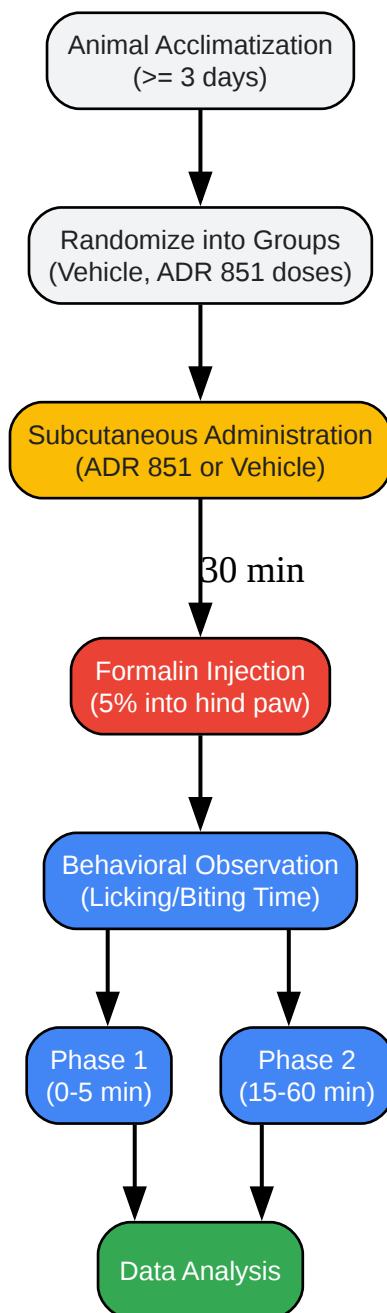 Animal Acclimatization
(>= 3 days)
Randomize into Groups
(Vehicle, ADR 851 doses)
Subcutaneous Administration
(ADR 851 or Vehicle)
30 min
Formalin Injection
(5% into hind paw)
Behavioral Observation
(Licking/Biting Time)
Phase 1
(0-5 min)
Phase 2
(15-60 min)
Data Analysis